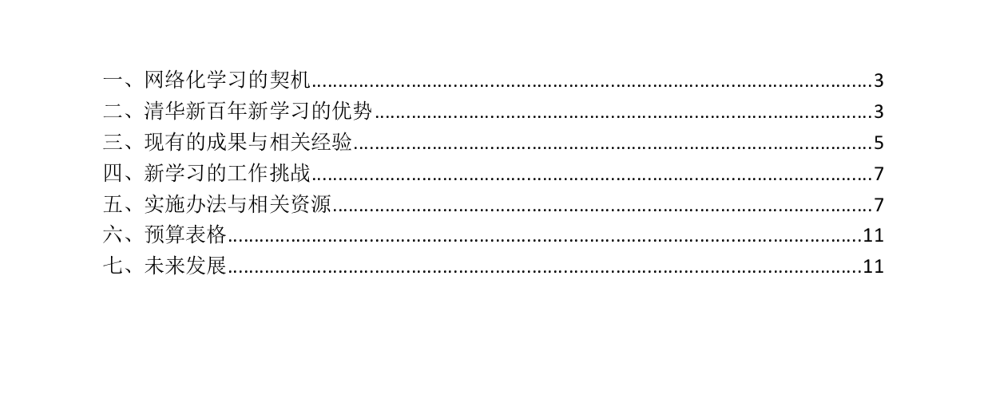 一、网络化学习的契机........................................................................................................3
二、清华新百年新学习的优势............................................................................................3
三、现有的成果与相关经验................................................................................................5
四、新学习的工作挑战........................................................................................................7
五、实施办法与相关资源....................................................................................................7
六、预算表格......................................................................................................................11
七、未来发展......................................................................................................................11